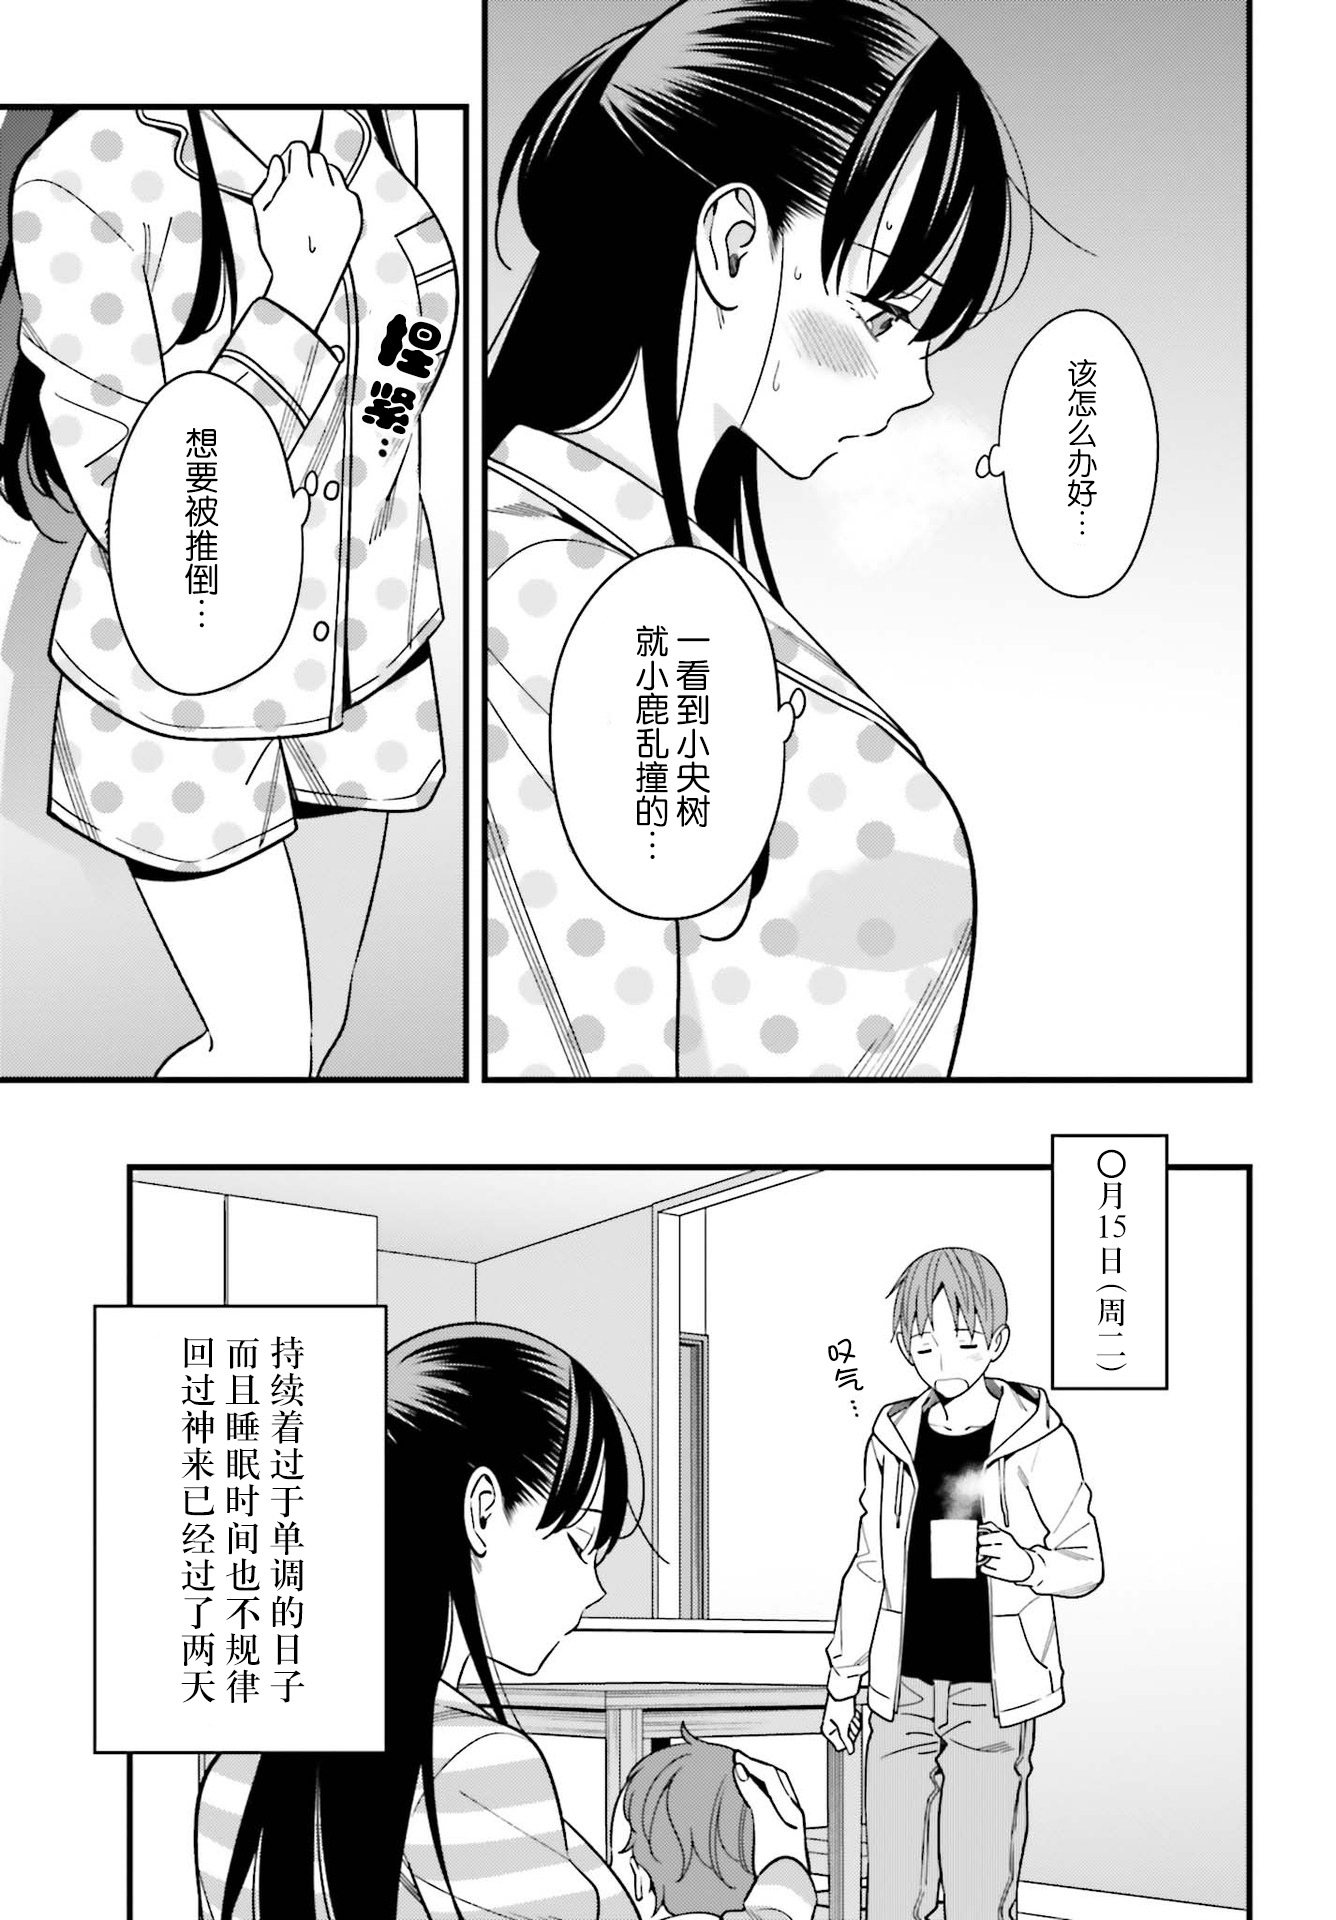 该怎么办好…
一看到小央树
就小鹿乱撞的…
捏紧…
想要被推倒…
〇月15日(周二)
叹气…
持续着过于单调的日子
而且睡眠时间也不规律
回过神来已经过了两天